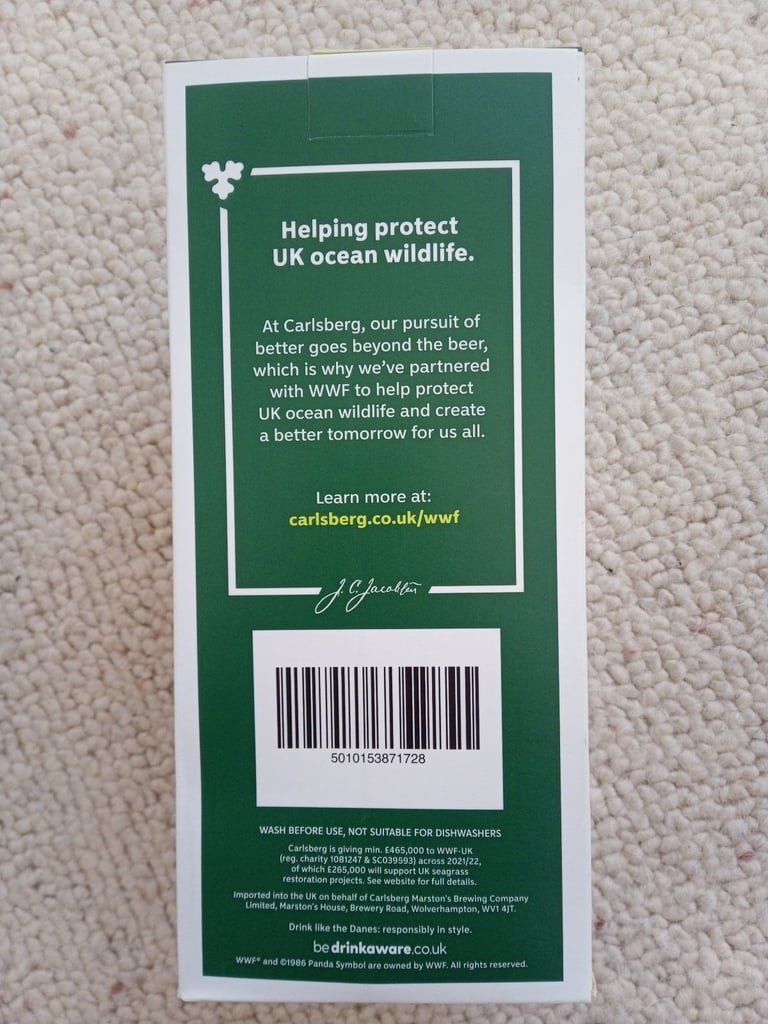 Helping protect
UK ocean wildlife.
At Carlsberg, our pursuit of
better goes beyond the beer,
which is why we've partnered
with WWF to help protect
UK ocean wildlife and create
a better tomorrow for us all.
Learn more at:
carlsberg.co.uk/wwf
J.C. Jacobsen
5010153871728
WASH BEFORE USE, NOT SUITABLE FOR DISHWASHERS
Carlsberg is giving min. £465,000 to WWF-UK
(reg. charity 1081247 & SC039593) across 2021/22,
of which £265,000 will support UK seagrass
restoration projects. See website for full details.
Imported into the UK on behalf of Carlsberg Marston's Brewing Company
Limited, Marston's House, Brewery Road, Wolverhampton, WV1 4JT.
Drink like the Danes: responsibly in style.
be drinkaware.co.uk
WWF® and ©1986 Panda Symbol are owned by WWF. All rights reserved.